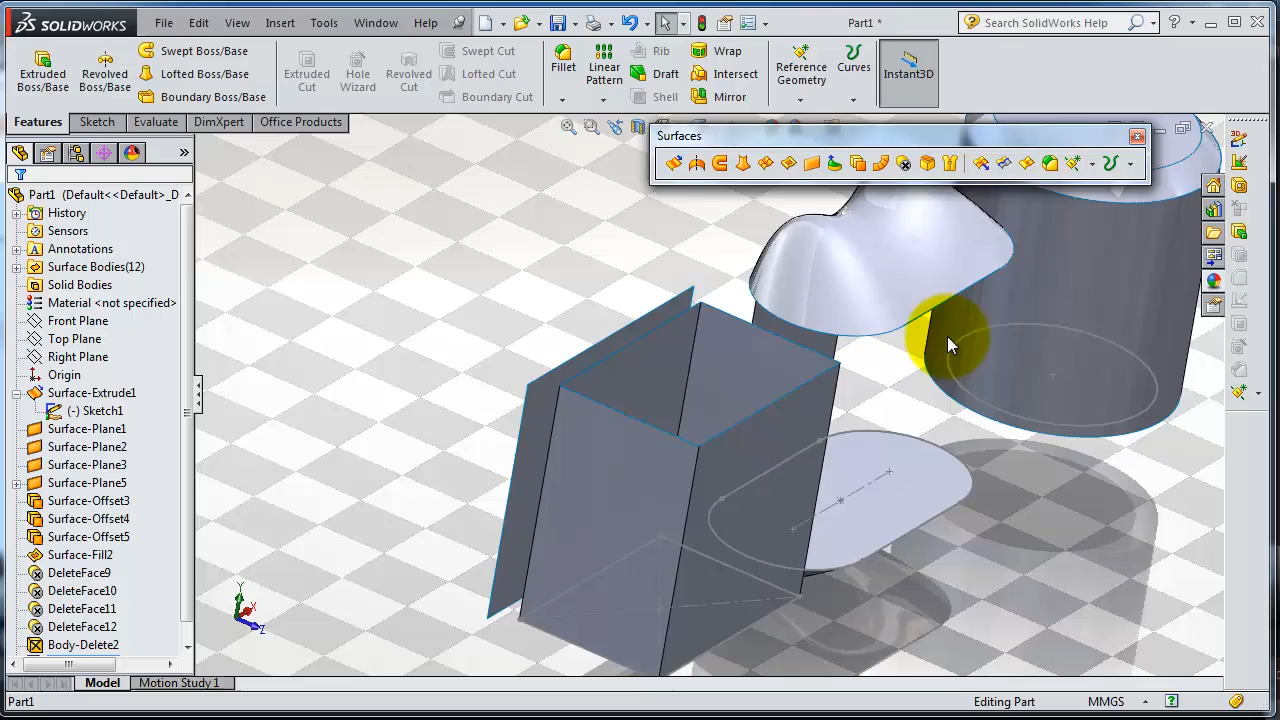 SOLIDWORKS File Edit View Insert Tools Window Help Part1 * Search SolidWorks Help
Extruded Boss/Base
Revolved Boss/Base
Swept Boss/Base
Lofted Boss/Base
Boundary Boss/Base
Extruded Cut
Hole Wizard
Revolved Cut
Swept Cut
Lofted Cut
Boundary Cut
Fillet
Linear Pattern
Rib
Draft
Shell
Wrap
Intersect
Mirror
Reference Geometry
Curves
Instant3D
Features Sketch Evaluate DimXpert Office Products
Surfaces
Part1 (Default<<Default>_D
History
Sensors
Annotations
Surface Bodies(12)
Solid Bodies
Material <not specified>
Front Plane
Top Plane
Right Plane
Origin
Surface-Extrude1
(-) Sketch1
Surface-Plane1
Surface-Plane2
Surface-Plane3
Surface-Plane5
Surface-Offset3
Surface-Offset4
Surface-Offset5
Surface-Fill2
DeleteFace9
DeleteFace10
DeleteFace11
DeleteFace12
Body-Delete2
Y
X
Z
Model Motion Study 1
Part1 Editing Part MMGS